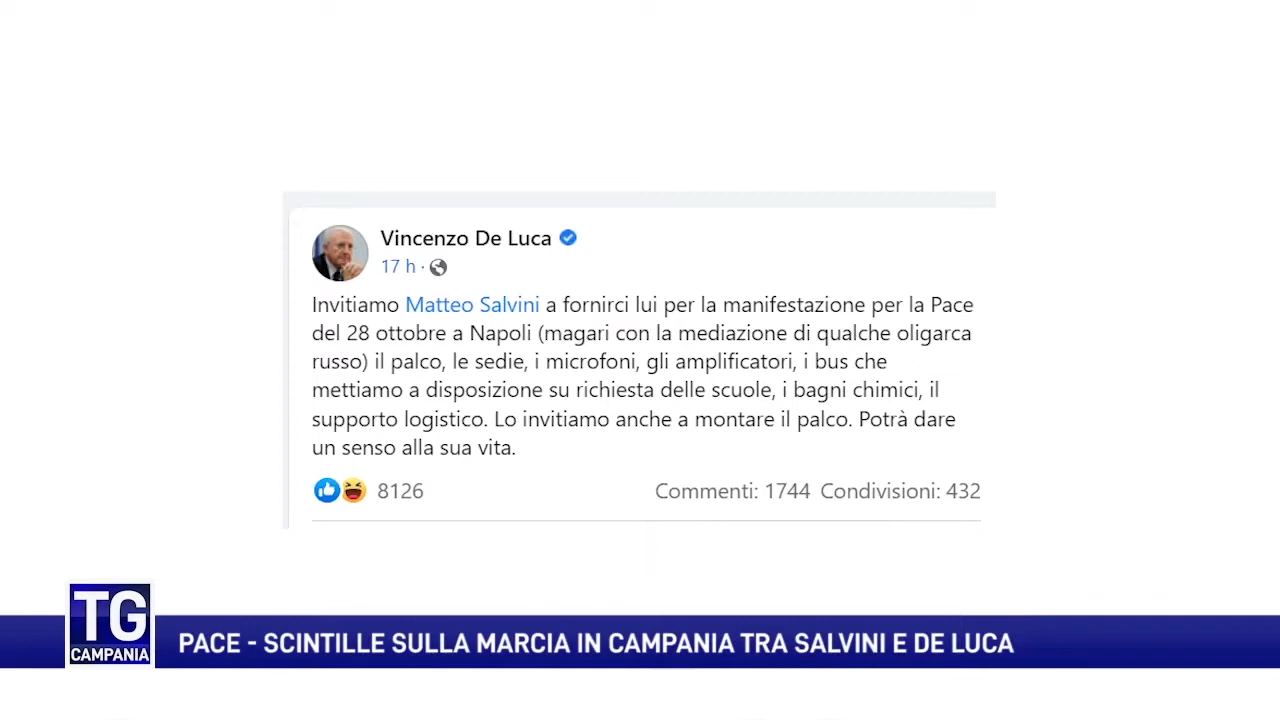 Vincenzo De Luca
17 h ·
Invitiamo Matteo Salvini a fornirci lui per la manifestazione per la Pace
del 28 ottobre a Napoli (magari con la mediazione di qualche oligarca
russo) il palco, le sedie, i microfoni, gli amplificatori, i bus che
mettiamo a disposizione su richiesta delle scuole, i bagni chimici, il
supporto logistico. Lo invitiamo anche a montare il palco. Potrà dare
un senso alla sua vita.
8126
Commenti: 1744 Condivisioni: 432
TG
CAMPANIA
PACE - SCINTILLE SULLA MARCIA IN CAMPANIA TRA SALVINI E DE LUCA